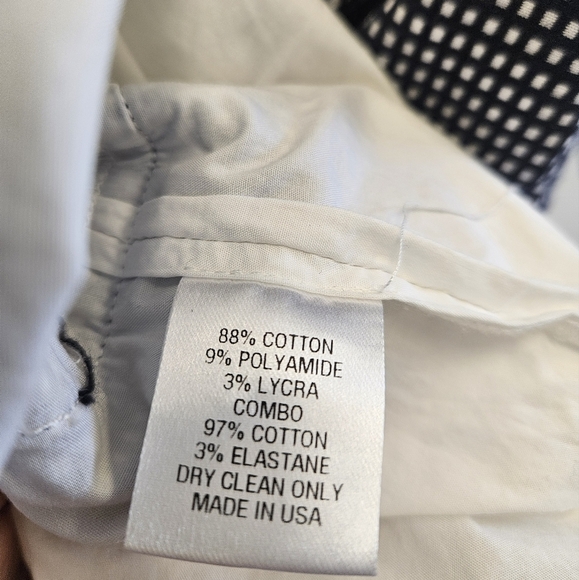 88% COTTON
9% POLYAMIDE
3% LYCRA
COMBO
97% COTTON
3% ELASTANE
DRY CLEAN ONLY
MADE IN USA